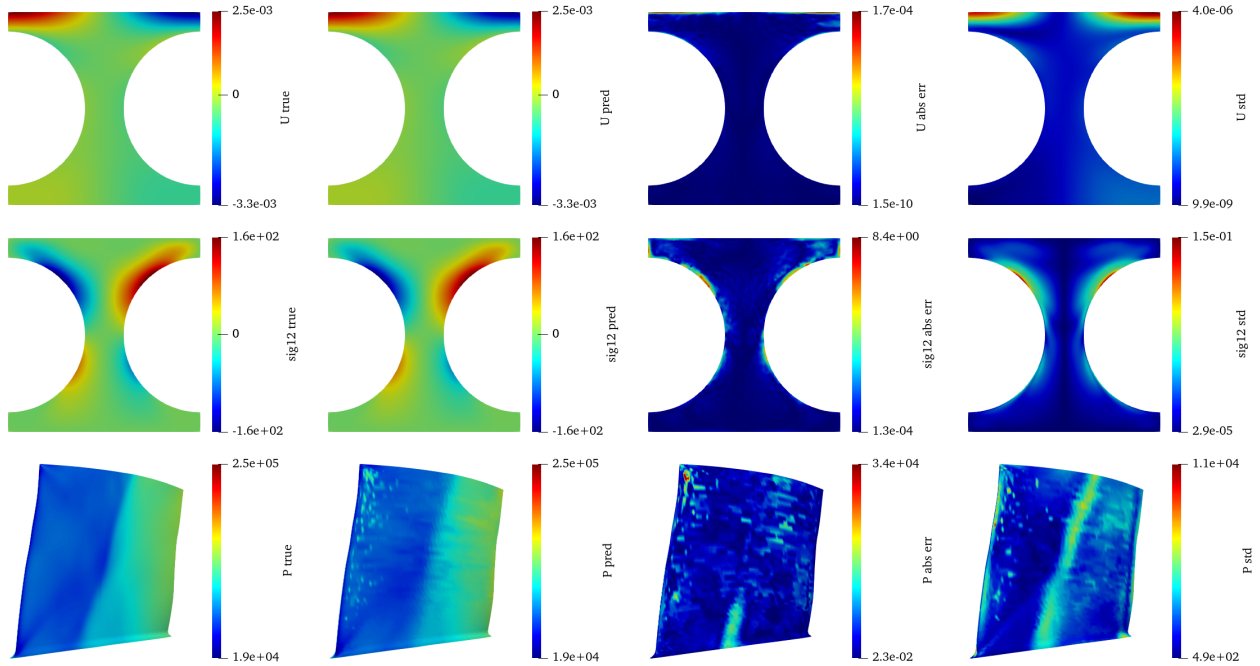 2.5e-03
0
-3.3e-03
U true
2.5e-03
0
-3.3e-03
U pred
1.7e-04
1.5e-10
U abs err
4.0e-06
9.9e-09
U std
1.6e+02
0
-1.6e+02
sig12 true
1.6e+02
0
-1.6e+02
sig12 pred
8.4e+00
1.3e-04
sig12 abs err
1.5e-01
2.9e-05
sig12 std
2.5e+05
1.9e+04
P true
2.5e+05
1.9e+04
P pred
3.4e+04
2.3e-02
P abs err
1.1e+04
4.9e+02
P std